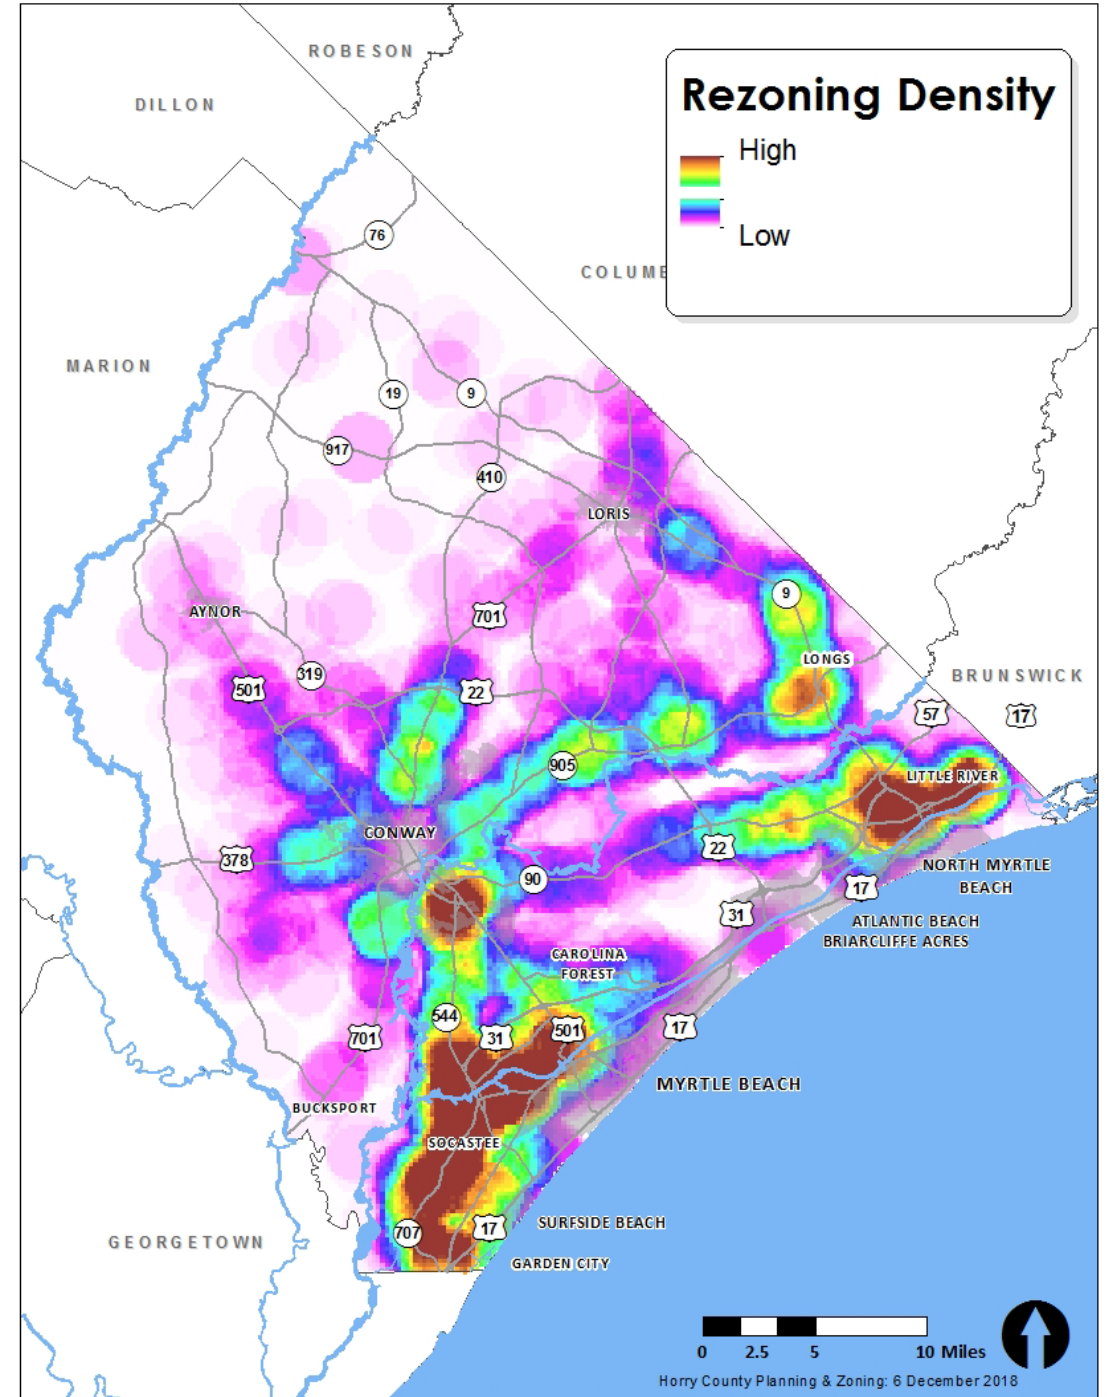 ROBESON
DILLON
Rezoning Density
High
Low
76
COLUME
MARION
19
9
917
410
LORIS
9
AYNOR
701
LONGS
319
501
22
BRUNSWICK
57
17
905
LITTLE RIVER
CONWAY
22
378
NORTH MYRTLE
BEACH
90
17
31
ATLANTIC BEACH
BRIARCLIFFE ACRES
CAROLINA
FOREST
544
31
501
17
701
MYRTLE BEACH
BUCKSPORT
SOCASTEE
707
17
SURFSIDE BEACH
GEORGETOWN
GARDEN CITY
0 2.5 5 10 Miles
Horry County Planning & Zoning: 6 December 2018